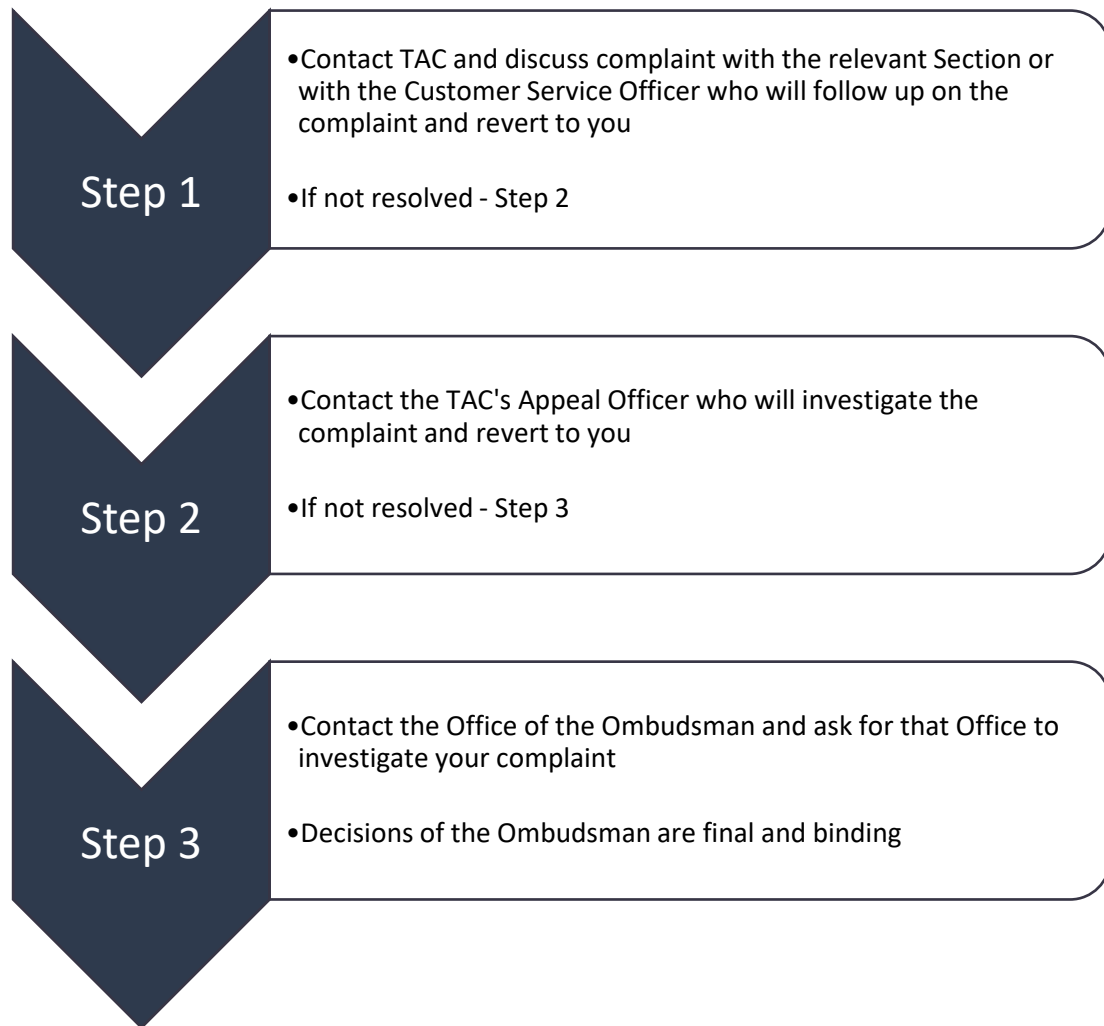 Step 1
•Contact TAC and discuss complaint with the relevant Section or
with the Customer Service Officer who will follow up on the
complaint and revert to you
•If not resolved - Step 2
Step 2
•Contact the TAC's Appeal Officer who will investigate the
complaint and revert to you
•If not resolved - Step 3
Step 3
•Contact the Office of the Ombudsman and ask for that Office to
investigate your complaint
•Decisions of the Ombudsman are final and binding